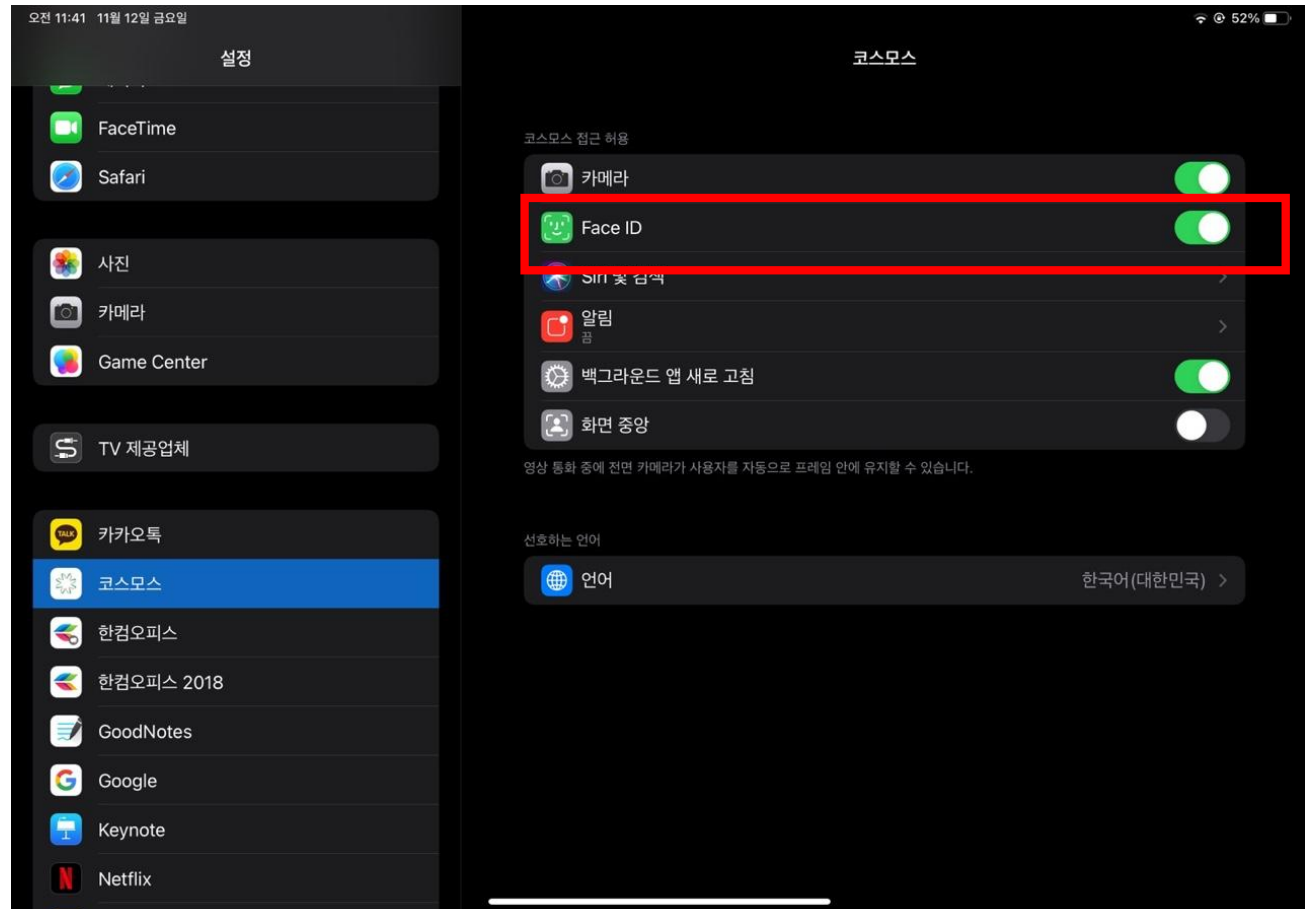 오전 11:41 11월 12일 금요일
52%
설정
FaceTime
Safari
사진
카메라
Game Center
TV 제공업체
TALK
카카오톡
코스모스
한컴오피스
한컴오피스 2018
GoodNotes
Google
Keynote
Netflix
코스모스
코스모스 접근 허용
카메라
Face ID
Siri 및 검색
알림
끔
백그라운드 앱 새로 고침
화면 중앙
영상 통화 중에 전면 카메라가 사용자를 자동으로 프레임 안에 유지할 수 있습니다.
선호하는 언어
언어 한국어(대한민국)